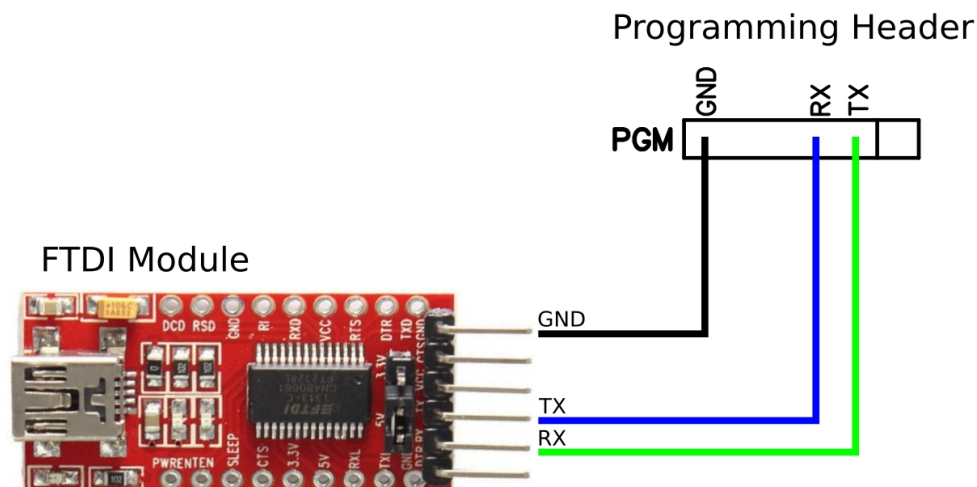 Programming Header
GND
RX
TX
PGM
FTDI Module
DCD RSD GND RI RXD VCC RTS DTR TXD
GND
CTS
VCC
TX
RX
DTR
3.3V
5V
FTDI
PWRENTEN SLEEP CTS 3.3V 5V RXL
GND
TX
RX